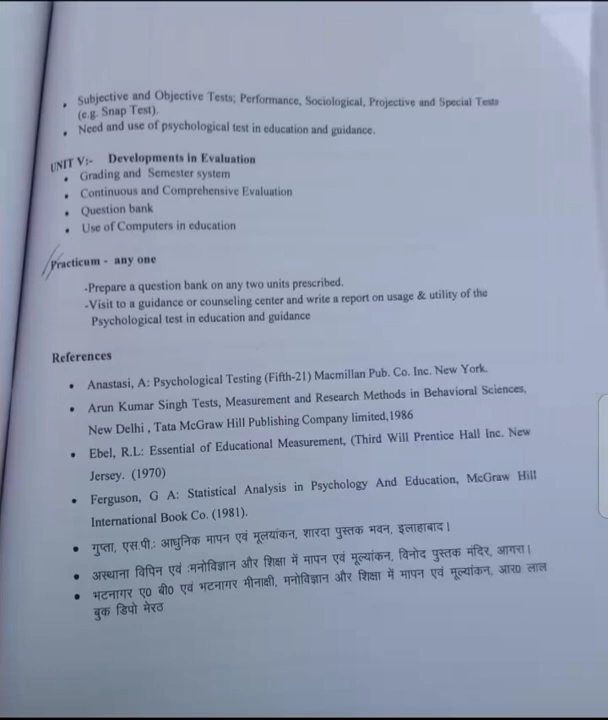 • Subjective and Objective Tests; Performance, Sociological, Projective and Special Tests
(e.g. Snap Test).
• Need and use of psychological test in education and guidance.
UNIT V:- Developments in Evaluation
• Grading and Semester system
• Continuous and Comprehensive Evaluation
• Question bank
• Use of Computers in education
Practicum - any one
-Prepare a question bank on any two units prescribed.
-Visit to a guidance or counseling center and write a report on usage & utility of the
Psychological test in education and guidance
References
• Anastasi, A: Psychological Testing (Fifth-21) Macmillan Pub. Co. Inc. New York.
• Arun Kumar Singh Tests, Measurement and Research Methods in Behavioral Sciences,
New Delhi , Tata McGraw Hill Publishing Company limited,1986
• Ebel, R.L: Essential of Educational Measurement, (Third Will Prentice Hall Inc. New
Jersey. (1970)
• Ferguson, G A: Statistical Analysis in Psychology And Education, McGraw Hill
International Book Co. (1981).
• गुप्ता, एस.पी.: आधुनिक मापन एवं मूलयांकन, शारदा पुस्तक भवन, इलाहाबाद।
• अस्थाना विपिन एवं :मनोविज्ञान और शिक्षा में मापन एवं मूल्यांकन, विनोद पुस्तक मंदिर, आगरा।
• भटनागर ए0 बी0 एवं भटनागर मीनाक्षी, मनोविज्ञान और शिक्षा में मापन एवं मूल्यांकन, आर0 लाल
बुक डिपो मेरठ